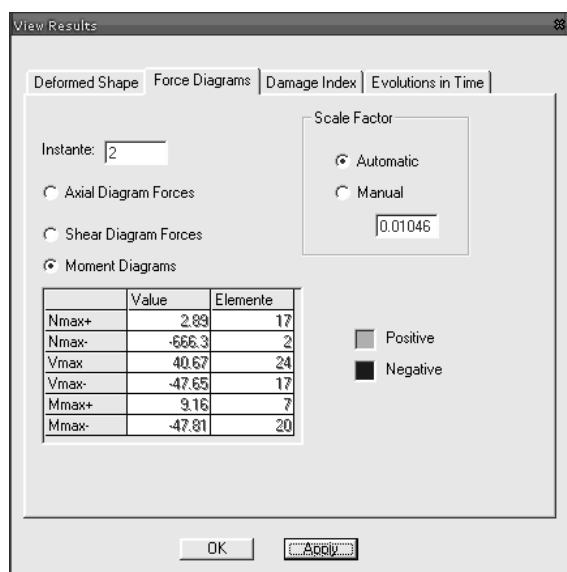 View Results
Deformed Shape Force Diagrams Damage Index Evolutions in Time
Scale Factor
Instante: 2
Automatic
Axial Diagram Forces
Manual
0.01046
Shear Diagram Forces
Moment Diagrams
Value Elemente
Nmax+ 2.89 17
Nmax- -666.3 2
Vmax 40.67 24
Vmax- -47.65 17
Mmax+ 9.16 7
Mmax- -47.81 20
Positive
Negative
OK Apply